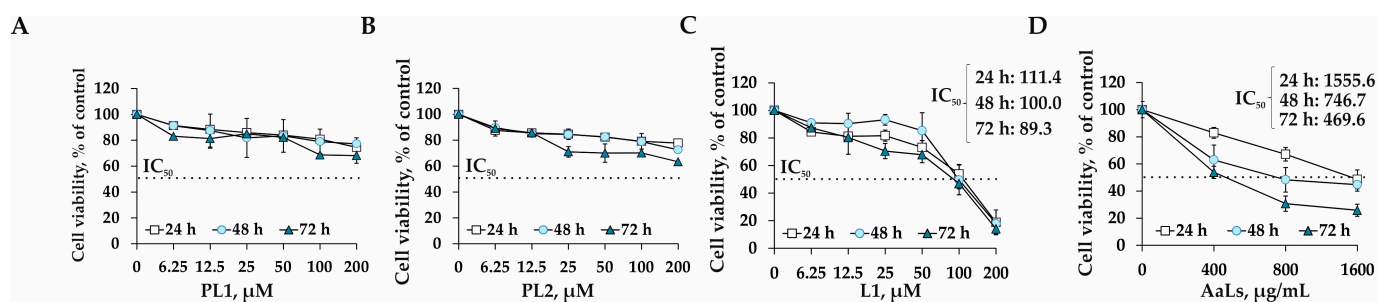 A
Cell viability, % of control
120
100
80
60
40
20
0
IC50
24 h 48 h 72 h
0 6.25 12.5 25 50 100 200
PL1, μM
B
Cell viability, % of control
120
100
80
60
40
20
0
IC50
24 h 48 h 72 h
0 6.25 12.5 25 50 100 200
PL2, μM
C
Cell viability, % of control
120
100
80
60
40
20
0
IC50
24 h: 111.4
48 h: 100.0
72 h: 89.3
IC50
24 h 48 h 72 h
0 6.25 12.5 25 50 100 200
L1, μM
D
Cell viability, % of control
120
100
80
60
40
20
0
IC50
24 h: 1555.6
48 h: 746.7
72 h: 469.6
24 h 48 h 72 h
0 400 800 1600
AaLs, μg/mL